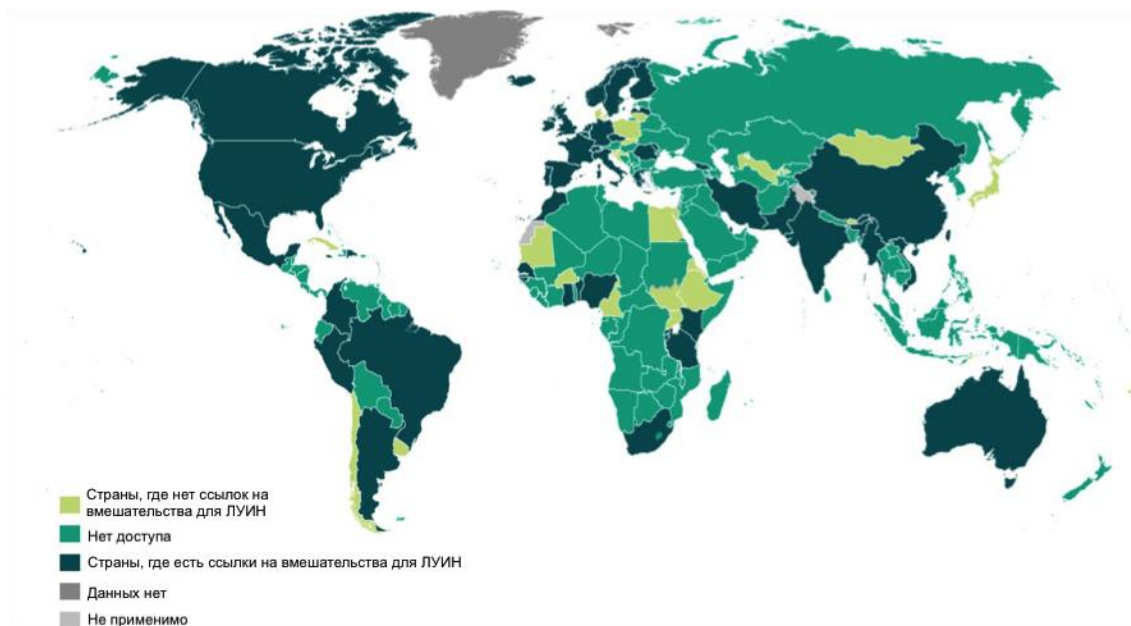 Страны, где нет ссылок на
вмешательства для ЛУИН
Нет доступа
Страны, где есть ссылки на вмешательства для ЛУИН
Данных нет
Не применимо